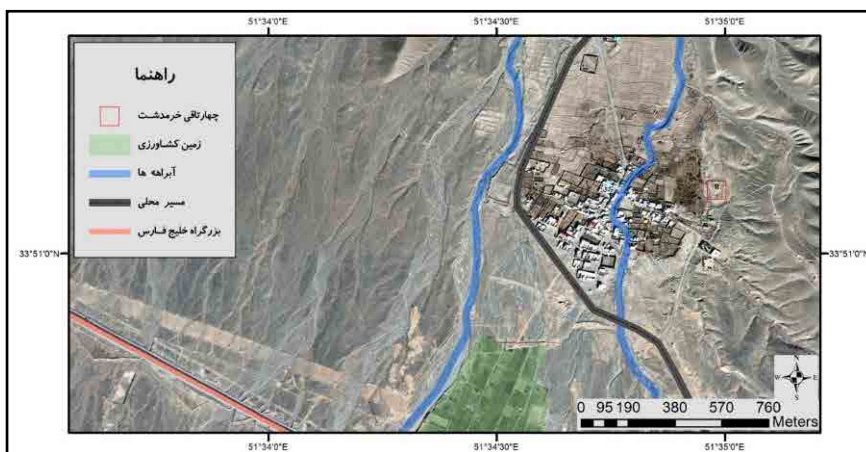 51°34'0"E 51°34'30"E 51°35'0"E
راهنما
چهارتاقی خرمدشت
زمین کشاورزی
آبراهه ها
مسیر محلی
بزرگراه خلیج فارس
33°51'0"N 33°51'0"N
N
W E
S
0 95 190 380 570 760
Meters
51°34'0"E 51°34'30"E 51°35'0"E